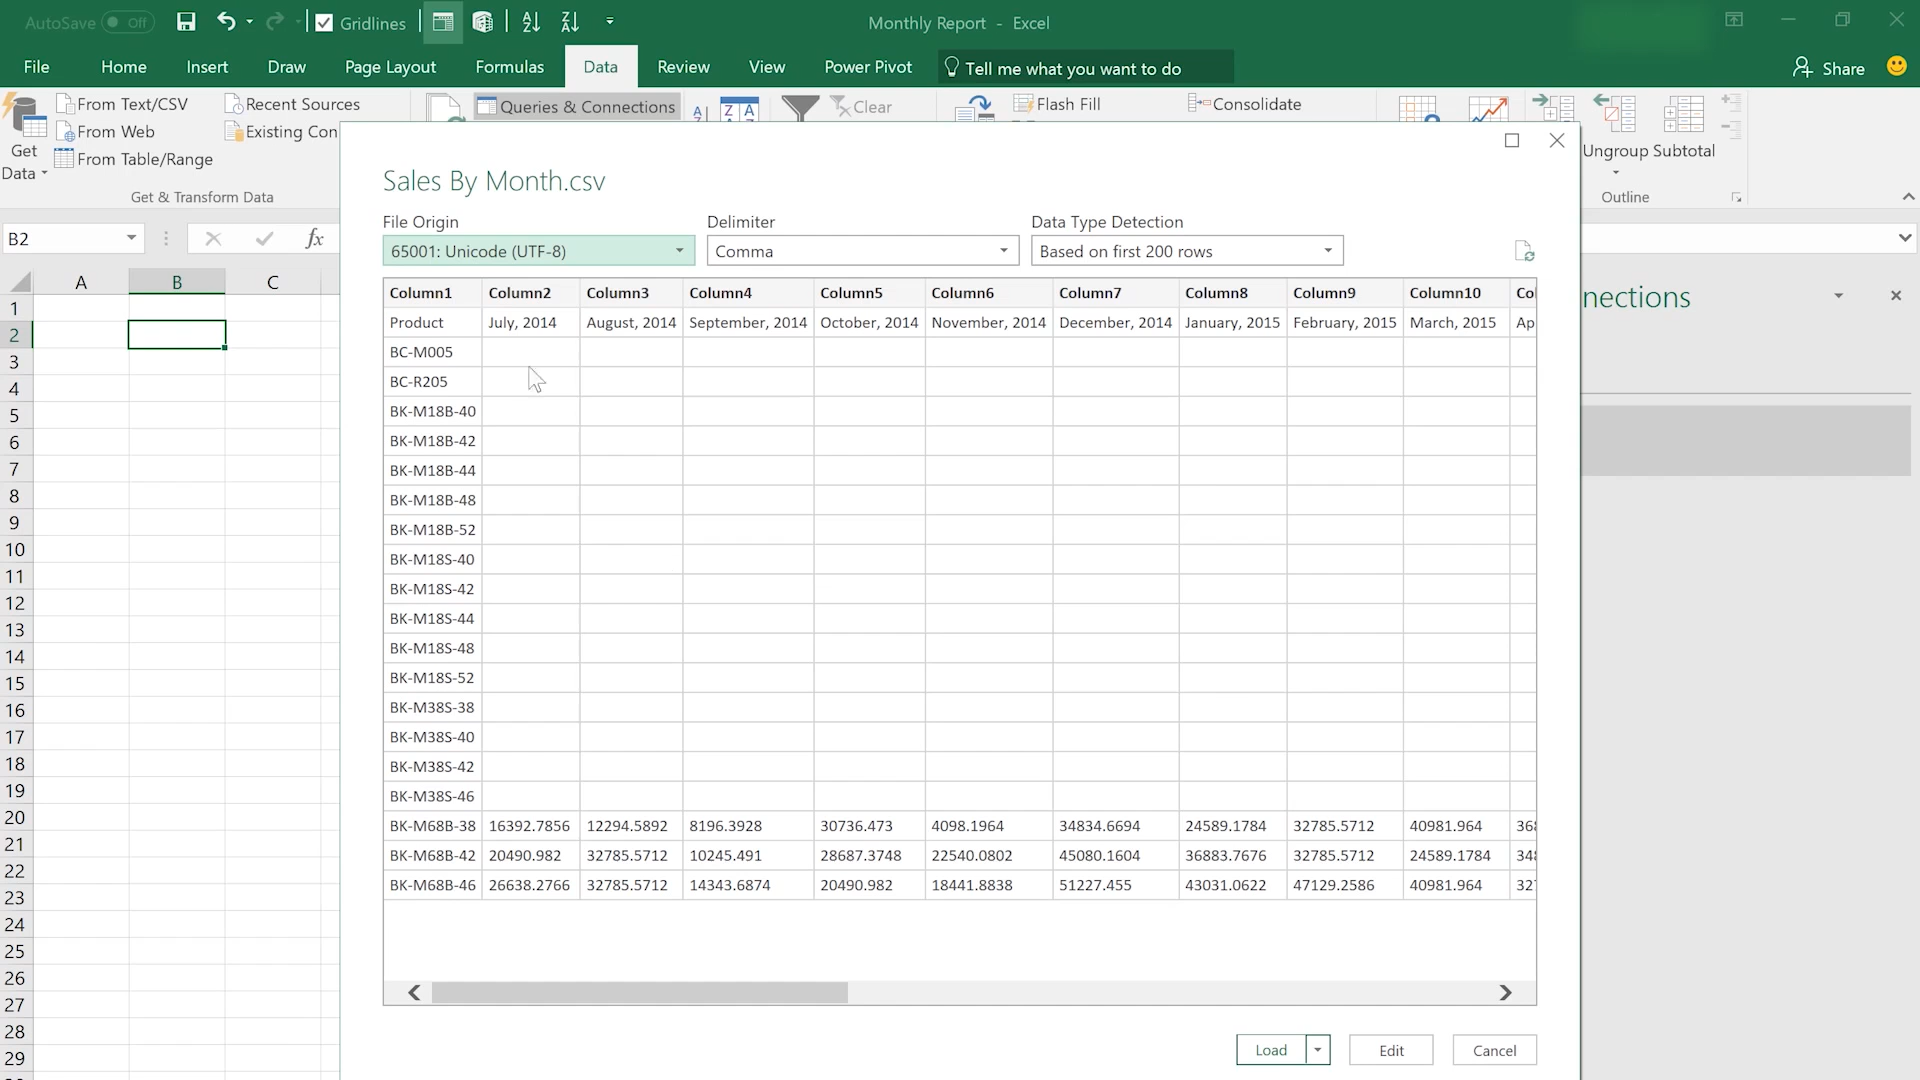 AutoSave Off Gridlines Monthly Report - Excel
File Home Insert Draw Page Layout Formulas Data Review View Power Pivot Tell me what you want to do Share
From Text/CSV Recent Sources Queries & Connections Clear Flash Fill Consolidate
Get Data From Web Existing Con Ungroup Subtotal
From Table/Range
Get & Transform Data Outline
B2 fx
A B C
nections
Sales By Month.csv
File Origin Delimiter Data Type Detection
65001: Unicode (UTF-8) Comma Based on first 200 rows
Column1 Column2 Column3 Column4 Column5 Column6 Column7 Column8 Column9 Column10 Col
Product July, 2014 August, 2014 September, 2014 October, 2014 November, 2014 December, 2014 January, 2015 February, 2015 March, 2015 Ap
BC-M005
BC-R205
BK-M18B-40
BK-M18B-42
BK-M18B-44
BK-M18B-48
BK-M18B-52
BK-M18S-40
BK-M18S-42
BK-M18S-44
BK-M18S-48
BK-M18S-52
BK-M38S-38
BK-M38S-40
BK-M38S-42
BK-M38S-46
BK-M68B-38 16392.7856 12294.5892 8196.3928 30736.473 4098.1964 34834.6694 24589.1784 32785.5712 40981.964 368
BK-M68B-42 20490.982 32785.5712 10245.491 28687.3748 22540.0802 45080.1604 36883.7676 32785.5712 24589.1784 348
BK-M68B-46 26638.2766 32785.5712 14343.6874 20490.982 18441.8838 51227.455 43031.0622 47129.2586 40981.964 327
Load Edit Cancel
1
2
3
4
5
6
7
8
9
10
11
12
13
14
15
16
17
18
19
20
21
22
23
24
25
26
27
28
29